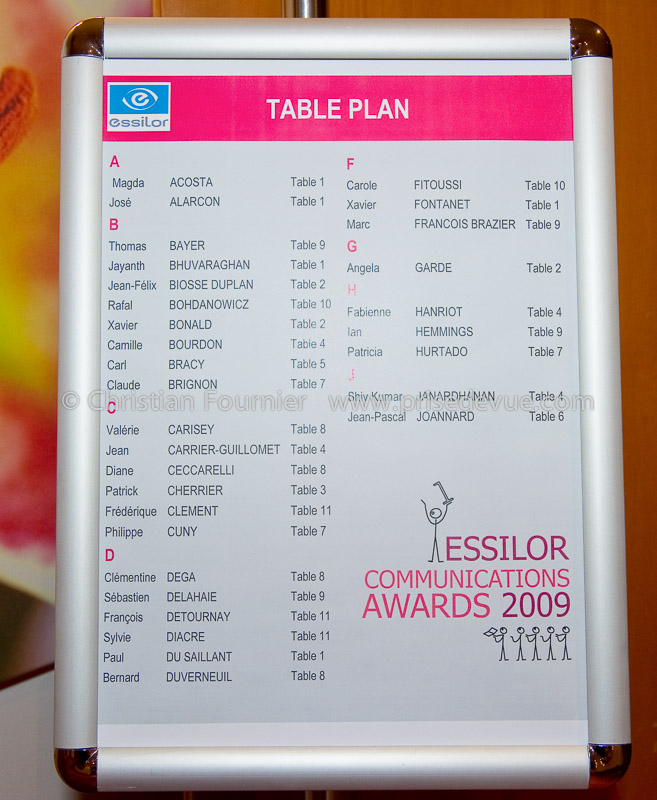 essilor
TABLE PLAN
A
Magda ACOSTA Table 1
José ALARCON Table 1
B
Thomas BAYER Table 9
Jayanth BHUVARAGHAN Table 1
Jean-Félix BIOSSE DUPLAN Table 2
Rafal BOHDANOWICZ Table 10
Xavier BONALD Table 2
Camille BOURDON Table 4
Carl BRACY Table 5
Claude BRIGNON Table 7
C
Valérie CARISEY Table 8
Jean CARRIER-GUILLOMET Table 4
Diane CECCARELLI Table 8
Patrick CHERRIER Table 3
Frédérique CLEMENT Table 11
Philippe CUNY Table 7
D
Clémentine DEGA Table 8
Sébastien DELAHAIE Table 9
François DETOURNAY Table 11
Sylvie DIACRE Table 11
Paul DU SAILLANT Table 1
Bernard DUVERNEUIL Table 8
F
Carole FITOUSSI Table 10
Xavier FONTANET Table 1
Marc FRANCOIS BRAZIER Table 9
G
Angela GARDE Table 2
H
Fabienne HANRIOT Table 4
Ian HEMMINGS Table 9
Patricia HURTADO Table 7
J
Shiv Kumar JANARDHANAN Table 4
Jean-Pascal JOANNARD Table 6
ESSILOR
COMMUNICATIONS
AWARDS 2009
© Christian Fournier www.prisedevue.com